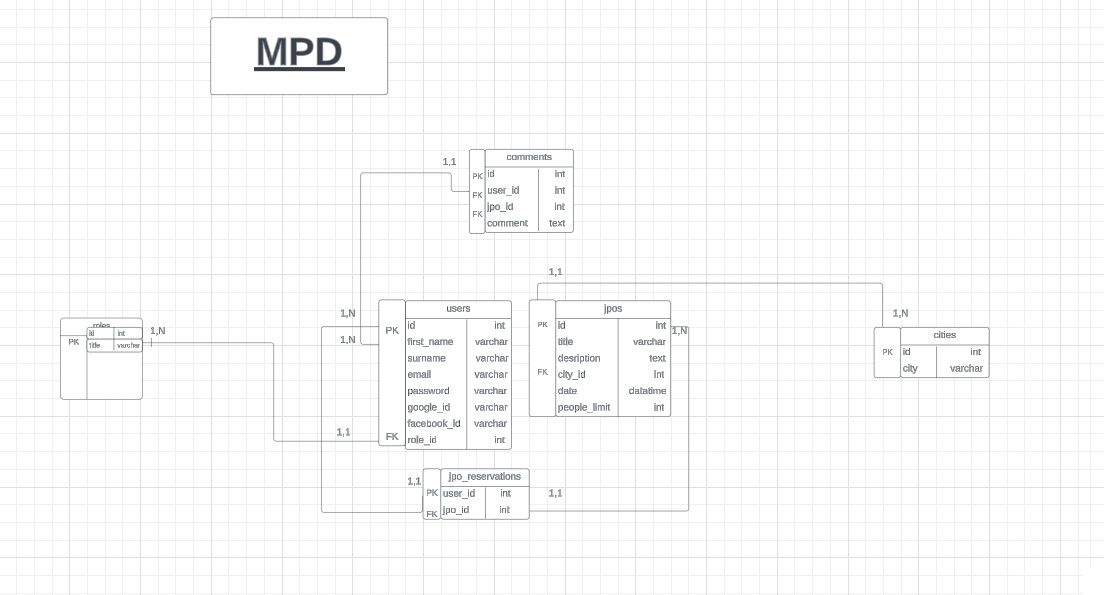 MPD
1,1
comments
PK id int
FK user_id int
FK jpo_id int
comment text
1,1
1,N
1,N
1,N
users
PK id int
first_name varchar
surname varchar
email varchar
password varchar
google_id varchar
facebook_id varchar
FK role_id int
jpos
PK id int
title varchar
desription text
FK city_id int
date datatime
people_limit int
1,N
cities
PK id int
city varchar
roles
id int
PK title varchar
1,N
1,1
1,1
jpo_reservations
PK user_id int
FK jpo_id int
1,1